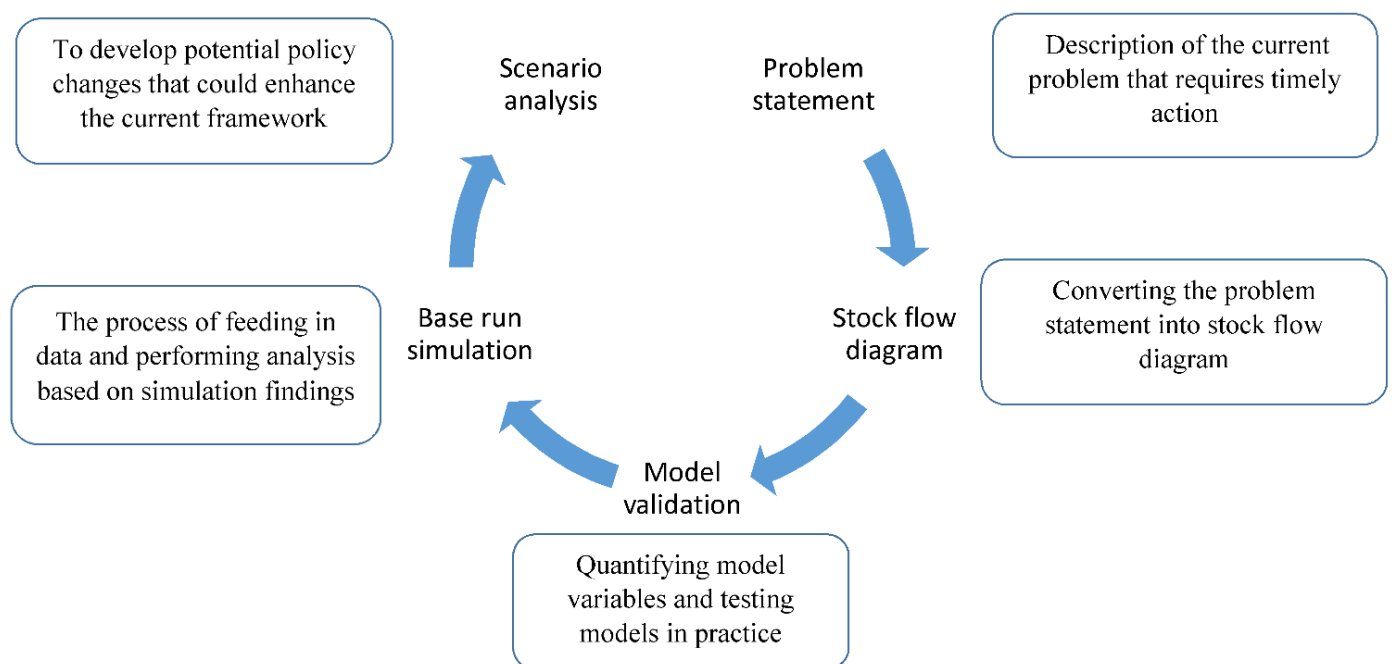 To develop potential policy
changes that could enhance
the current framework
Scenario
analysis
Problem
statement
Description of the current
problem that requires timely
action
The process of feeding in
data and performing analysis
based on simulation findings
Base run
simulation
Stock flow
diagram
Converting the problem
statement into stock flow
diagram
Model
validation
Quantifying model
variables and testing
models in practice